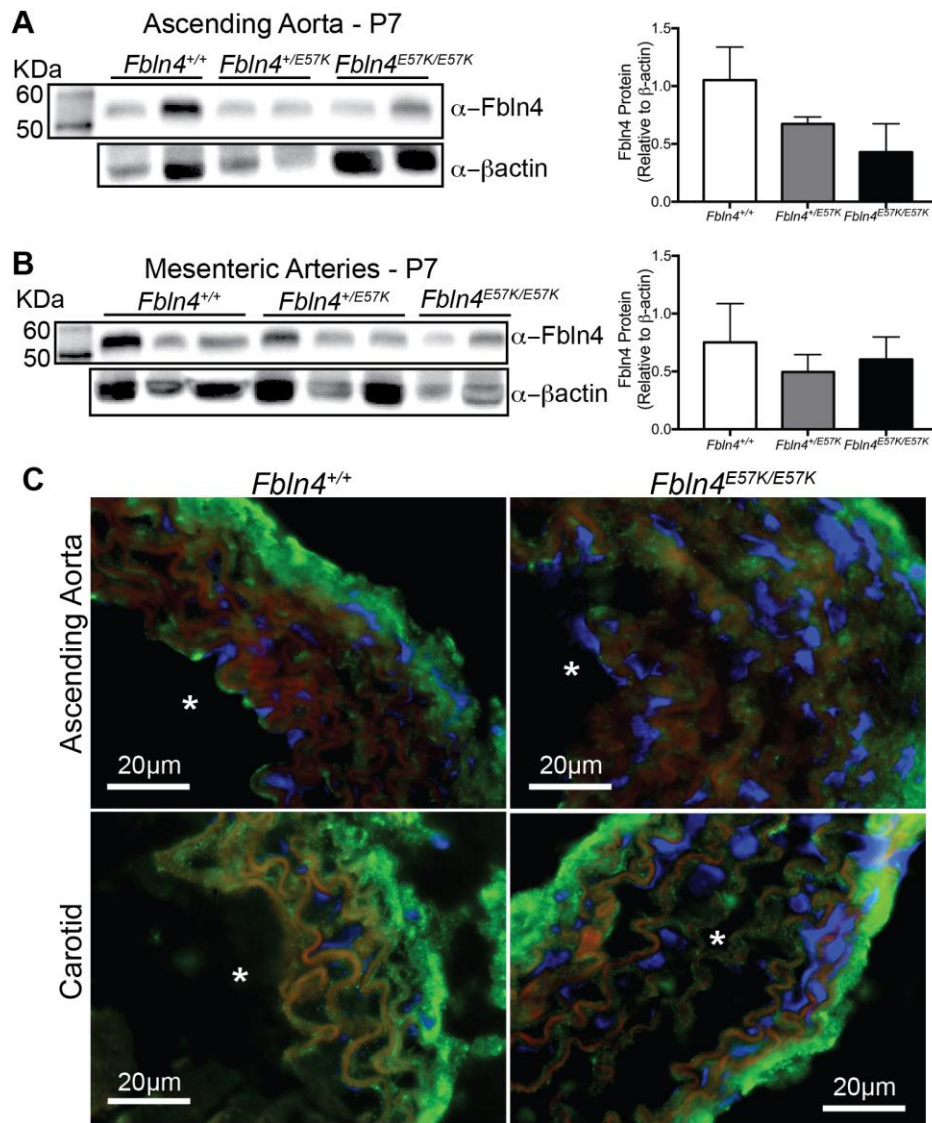 A
Ascending Aorta - P7
KDa
Fbln4+/+ Fbln4+/E57K Fbln4E57K/E57K
60
50
α–Fbln4
α–βactin
Fbln4 Protein
(Relative to β-actin)
1.5
1.0
0.5
0.0
Fbln4+/+ Fbln4+/E57K Fbln4E57K/E57K
B
Mesenteric Arteries - P7
KDa
Fbln4+/+ Fbln4+/E57K Fbln4E57K/E57K
60
50
α–Fbln4
α–βactin
Fbln4 Protein
(Relative to β-actin)
1.5
1.0
0.5
0.0
Fbln4+/+ Fbln4+/E57K Fbln4E57K/E57K
C
Fbln4+/+ Fbln4E57K/E57K
Ascending Aorta
*
20µm
*
20µm
Carotid
*
20µm
*
20µm